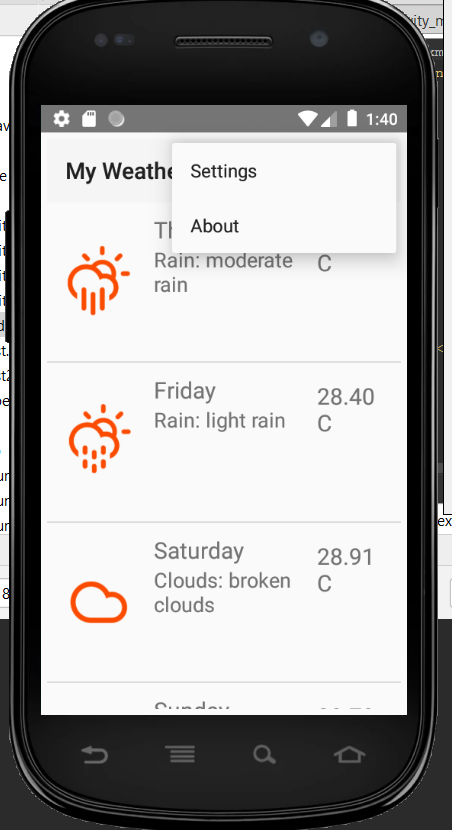 1:40
My Weathe
Settings
About
Th
Rain: moderate
rain
C
Friday
Rain: light rain
28.40
C
Saturday
Clouds: broken
clouds
28.91
C
Sunday